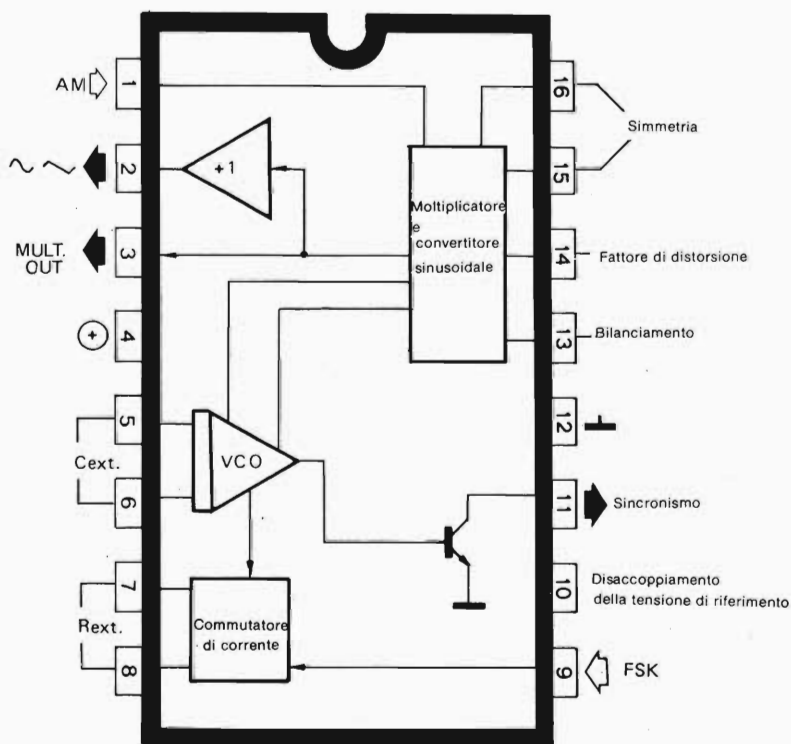 AM
1
2
MULT.
OUT
3
+
4
5
Cext.
6
7
Rext.
8
+1
VCO
Commutatore
di corrente
Moltiplicatore
e
convertitore
sinusoidale
16
Simmetria
15
14
Fattore di distorsione
13
Bilanciamento
12
11
Sincronismo
10
Disaccoppiamento
della tensione di riferimento
9
FSK